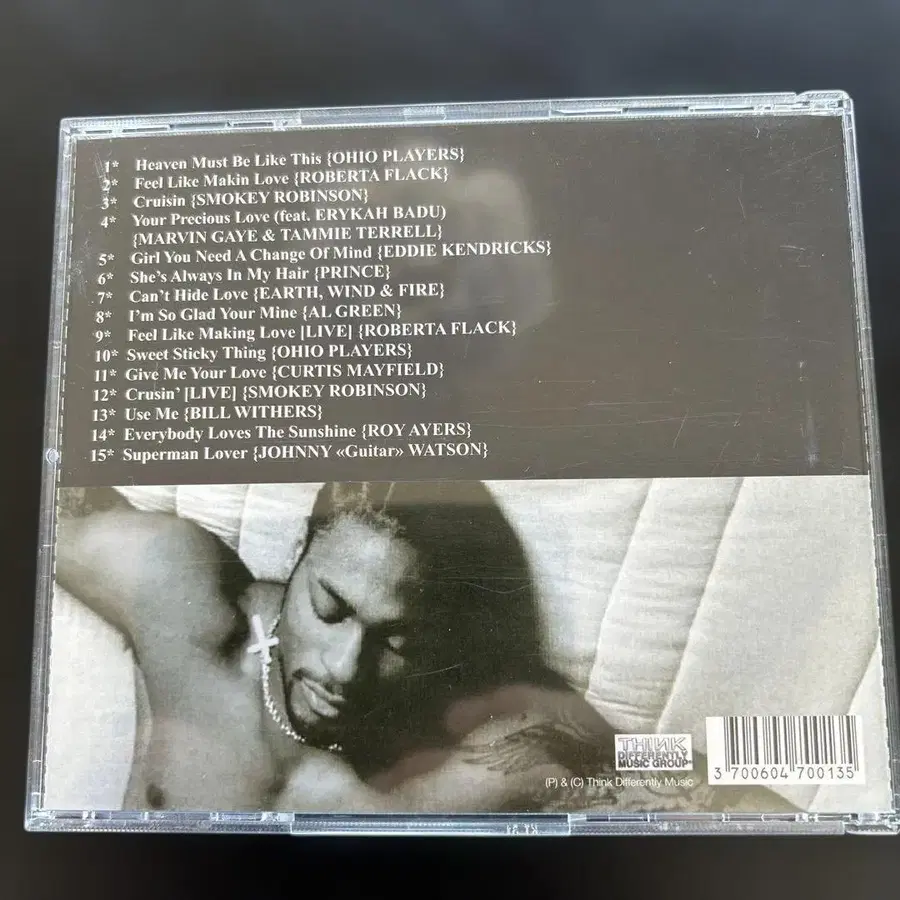 1* Heaven Must Be Like This {OHIO PLAYERS}
2* Feel Like Makin Love {ROBERTA FLACK}
3* Cruisin {SMOKEY ROBINSON}
4* Your Precious Love (feat. ERYKAH BADU)
{MARVIN GAYE & TAMMIE TERRELL}
5* Girl You Need A Change Of Mind {EDDIE KENDRICKS}
6* She's Always In My Hair {PRINCE}
7* Can't Hide Love {EARTH, WIND & FIRE}
8* I'm So Glad Your Mine {AL GREEN}
9* Feel Like Making Love [LIVE] {ROBERTA FLACK}
10* Sweet Sticky Thing {OHIO PLAYERS}
11* Give Me Your Love {CURTIS MAYFIELD}
12* Crusin' [LIVE] {SMOKEY ROBINSON}
13* Use Me {BILL WITHERS}
14* Everybody Loves The Sunshine {ROY AYERS}
15* Superman Lover {JOHNNY «Guitar» WATSON}
THINK
DIFFERENTLY
MUSIC GROUP
(P) & (C) Think Differently Music
3 700604 700135